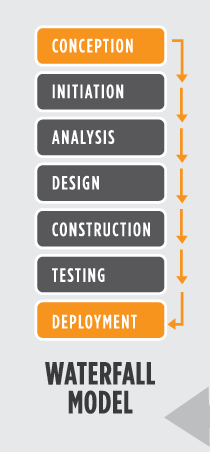 CONCEPTION
INITIATION
ANALYSIS
DESIGN
CONSTRUCTION
TESTING
DEPLOYMENT
WATERFALL
MODEL